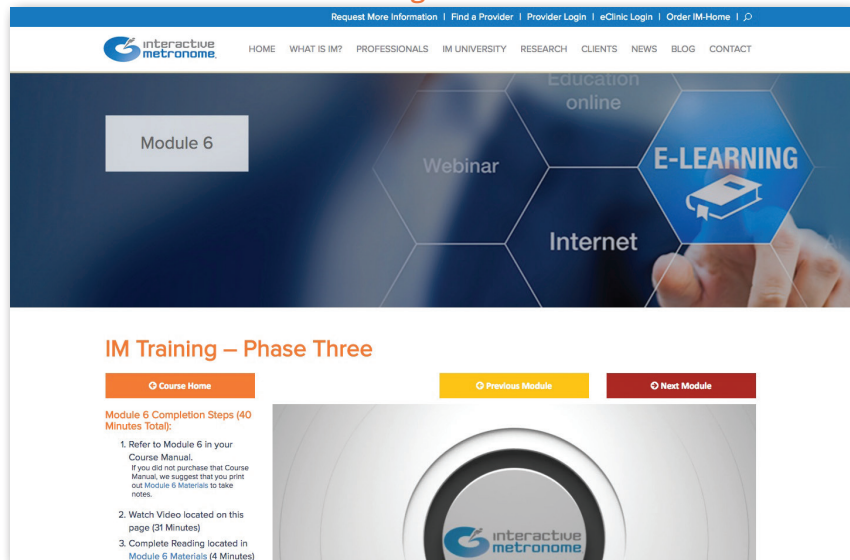 Request More Information | Find a Provider | Provider Login | eClinic Login | Order IM-Home |
interactive
metronome.
HOME WHAT IS IM? PROFESSIONALS IM UNIVERSITY RESEARCH CLIENTS NEWS BLOG CONTACT
Education
online
Module 6
Webinar
E-LEARNING
Internet
IM Training – Phase Three
Course Home
Previous Module
Next Module
Module 6 Completion Steps (40
Minutes Total):
1. Refer to Module 6 in your
Course Manual.
If you did not purchase that Course
Manual, we suggest that you print
out Module 6 Materials to take
notes.
2. Watch Video located on this
page (31 Minutes)
3. Complete Reading located in
Module 6 Materials (4 Minutes)
interactive
metronome